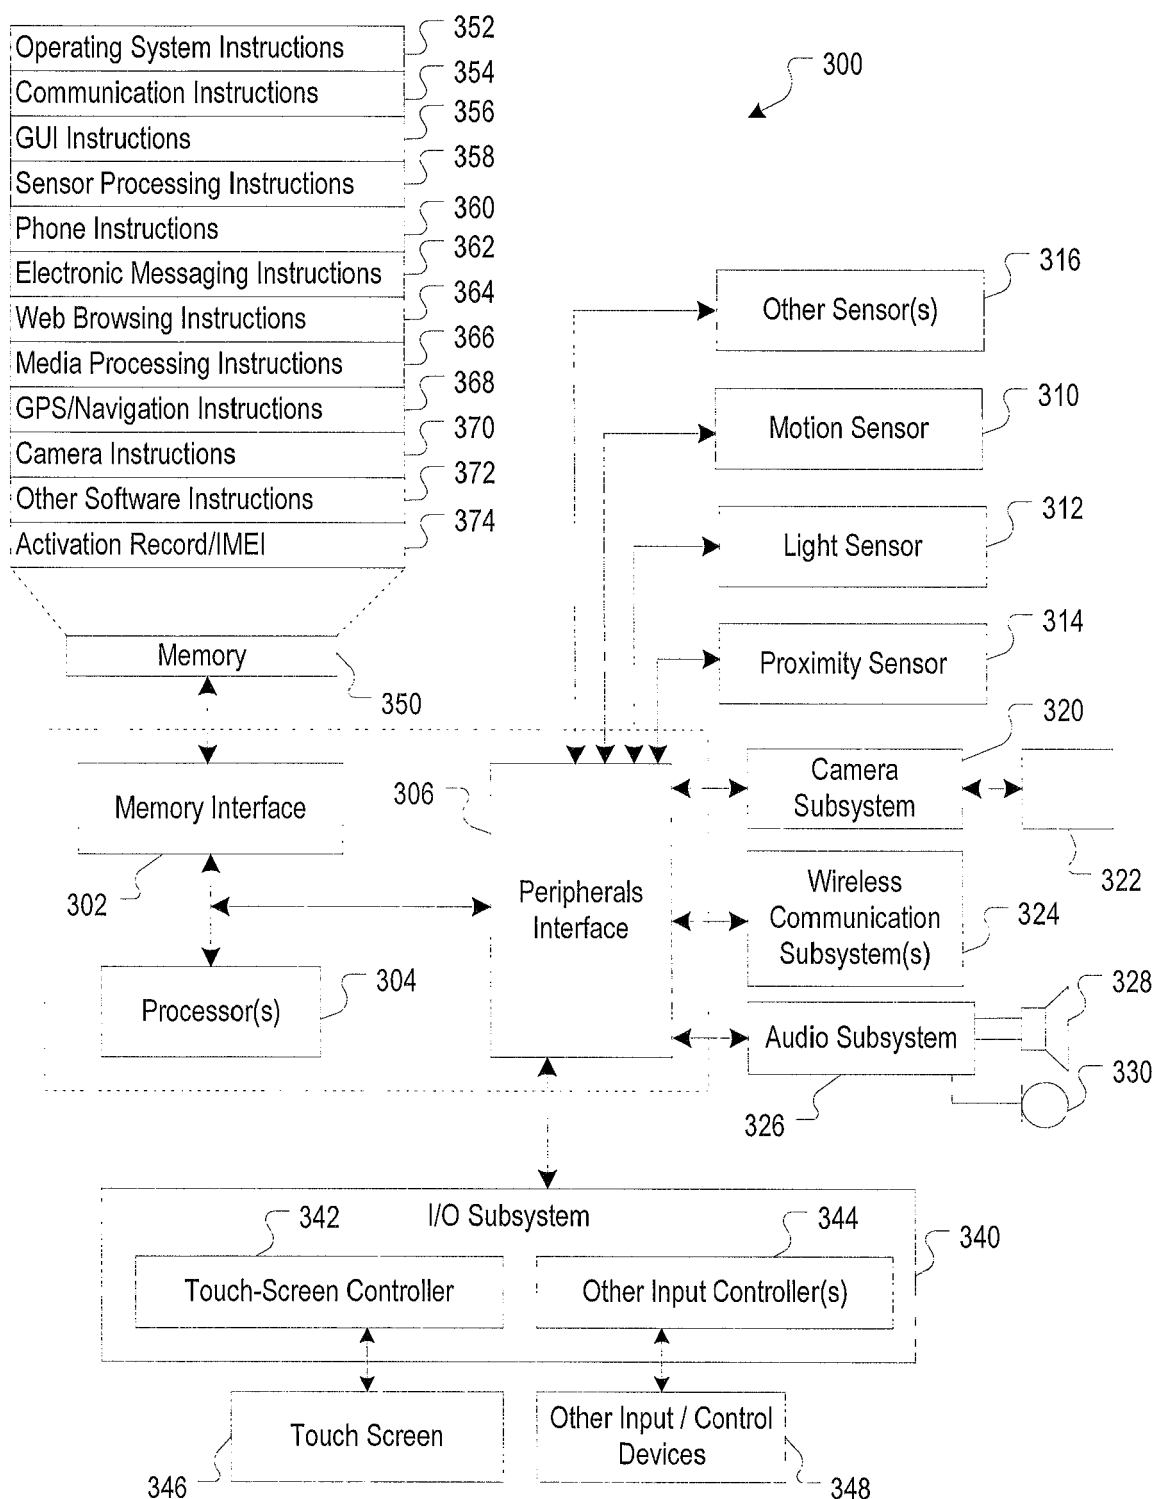 352
Operating System Instructions
354
Communication Instructions
356
GUI Instructions
358
Sensor Processing Instructions
360
Phone Instructions
362
Electronic Messaging Instructions
364
Web Browsing Instructions
366
Media Processing Instructions
368
GPS/Navigation Instructions
370
Camera Instructions
372
Other Software Instructions
374
Activation Record/IMEI
Memory
350
300
316
Other Sensor(s)
310
Motion Sensor
312
Light Sensor
314
Proximity Sensor
320
Camera
Subsystem
322
306
Memory Interface
302
Peripherals
Interface
Wireless
Communication
Subsystem(s)
324
304
Processor(s)
328
Audio Subsystem
330
326
I/O Subsystem
342
344
340
Touch-Screen Controller
Other Input Controller(s)
Touch Screen
346
Other Input / Control
Devices
348